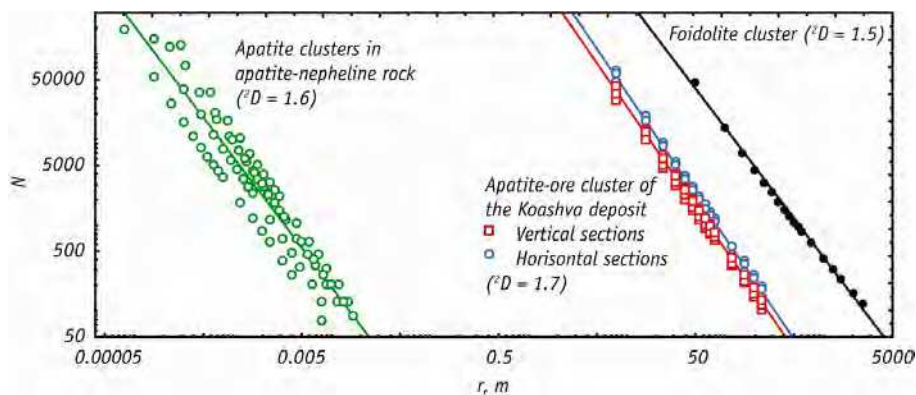 Apatite clusters in
apatite-nepheline rock
(²D = 1.6)
Foidolite cluster (²D = 1.5)
Apatite-ore cluster of
the Koashva deposit
Vertical sections
Horisontal sections
(²D = 1.7)
N
50000
5000
500
50
0.00005
0.005
0.5
50
5000
r, m